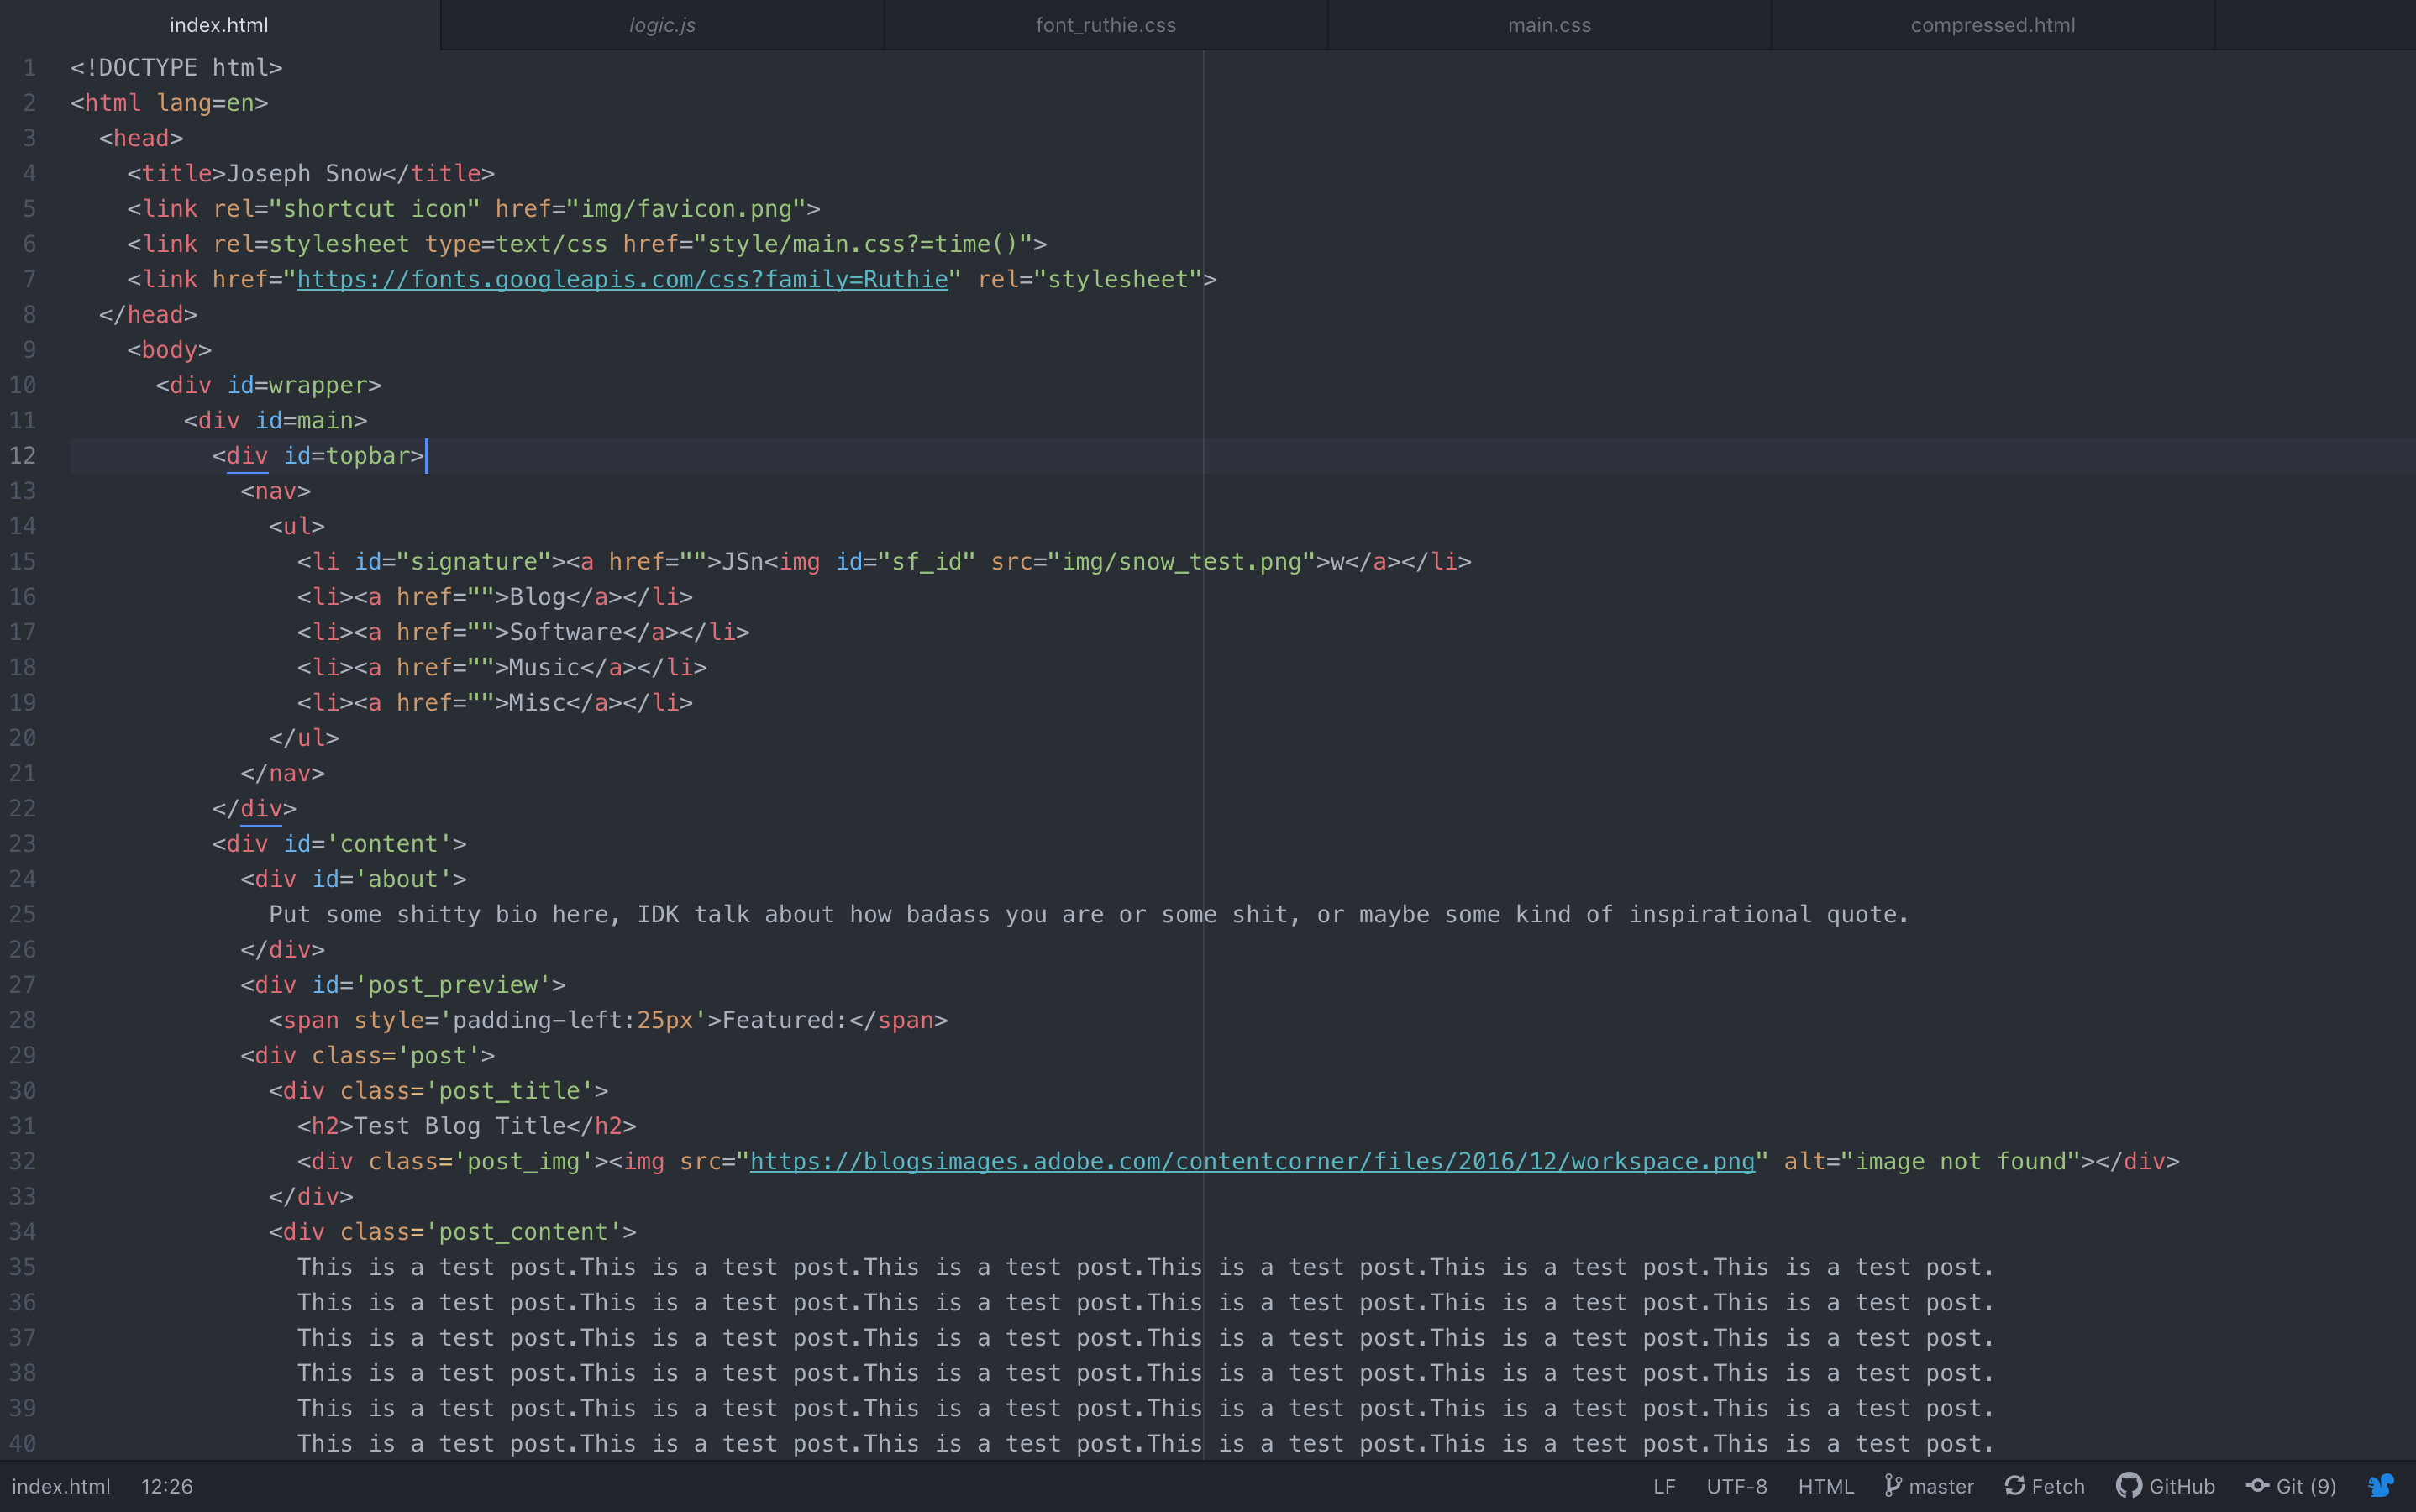 index.html logic.js font_ruthie.css main.css compressed.html
1 <!DOCTYPE html>
2 <html lang=en>
3   <head>
4     <title>Joseph Snow</title>
5     <link rel="shortcut icon" href="img/favicon.png">
6     <link rel=stylesheet type=text/css href="style/main.css?=time()">
7     <link href="https://fonts.googleapis.com/css?family=Ruthie" rel="stylesheet">
8   </head>
9     <body>
10       <div id=wrapper>
11         <div id=main>
12           <div id=topbar>
13             <nav>
14               <ul>
15                 <li id="signature"><a href="">JSn<img id="sf_id" src="img/snow_test.png">w</a></li>
16                 <li><a href="">Blog</a></li>
17                 <li><a href="">Software</a></li>
18                 <li><a href="">Music</a></li>
19                 <li><a href="">Misc</a></li>
20               </ul>
21             </nav>
22           </div>
23           <div id='content'>
24             <div id='about'>
25               Put some shitty bio here, IDK talk about how badass you are or some shit, or maybe some kind of inspirational quote.
26             </div>
27             <div id='post_preview'>
28               <span style='padding-left:25px'>Featured:</span>
29             <div class='post'>
30               <div class='post_title'>
31                 <h2>Test Blog Title</h2>
32                 <div class='post_img'><img src="https://blogsimages.adobe.com/contentcorner/files/2016/12/workspace.png" alt="image not found"></div>
33               </div>
34               <div class='post_content'>
35                 This is a test post.This is a test post.This is a test post.This is a test post.This is a test post.This is a test post.
36                 This is a test post.This is a test post.This is a test post.This is a test post.This is a test post.This is a test post.
37                 This is a test post.This is a test post.This is a test post.This is a test post.This is a test post.This is a test post.
38                 This is a test post.This is a test post.This is a test post.This is a test post.This is a test post.This is a test post.
39                 This is a test post.This is a test post.This is a test post.This is a test post.This is a test post.This is a test post.
40                 This is a test post.This is a test post.This is a test post.This is a test post.This is a test post.This is a test post.
index.html 12:26 LF UTF-8 HTML master Fetch GitHub Git (9)